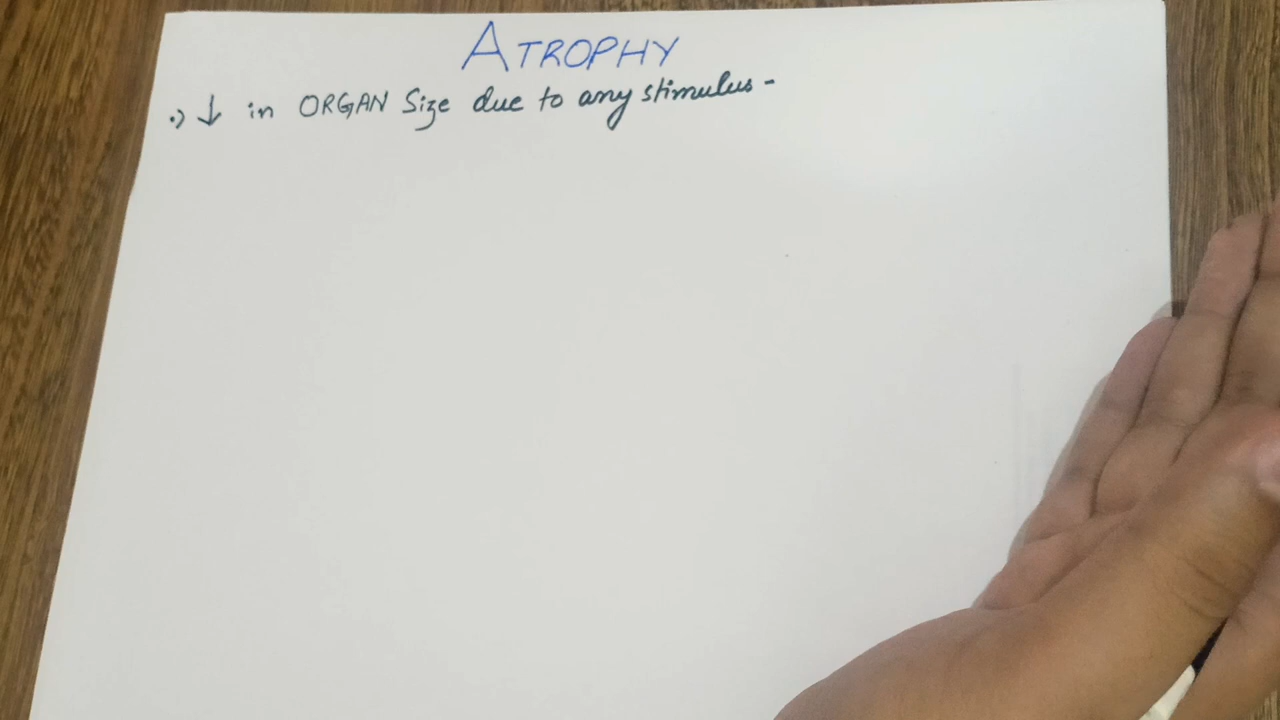 ATROPHY
•) ↓ in ORGAN Size due to any stimulus -